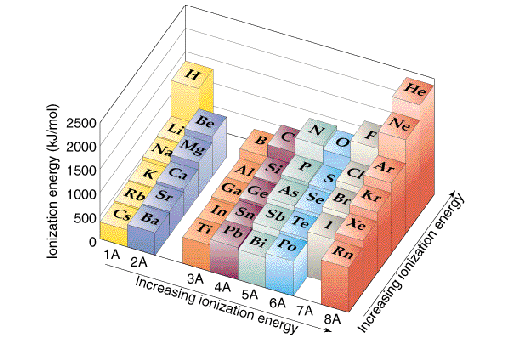 Ionization energy (kJ/mol)
2500
2000
1500
1000
500
0
H
He
Li Be B C N O F Ne
Na Mg Al Si P S Cl Ar
K Ca Ga Ge As Se Br Kr
Rb Sr In Sn Sb Te I Xe
Cs Ba Ti Pb Bi Po Rn
1A 2A 3A 4A 5A 6A 7A 8A
Increasing ionization energy
Increasing ionization energy